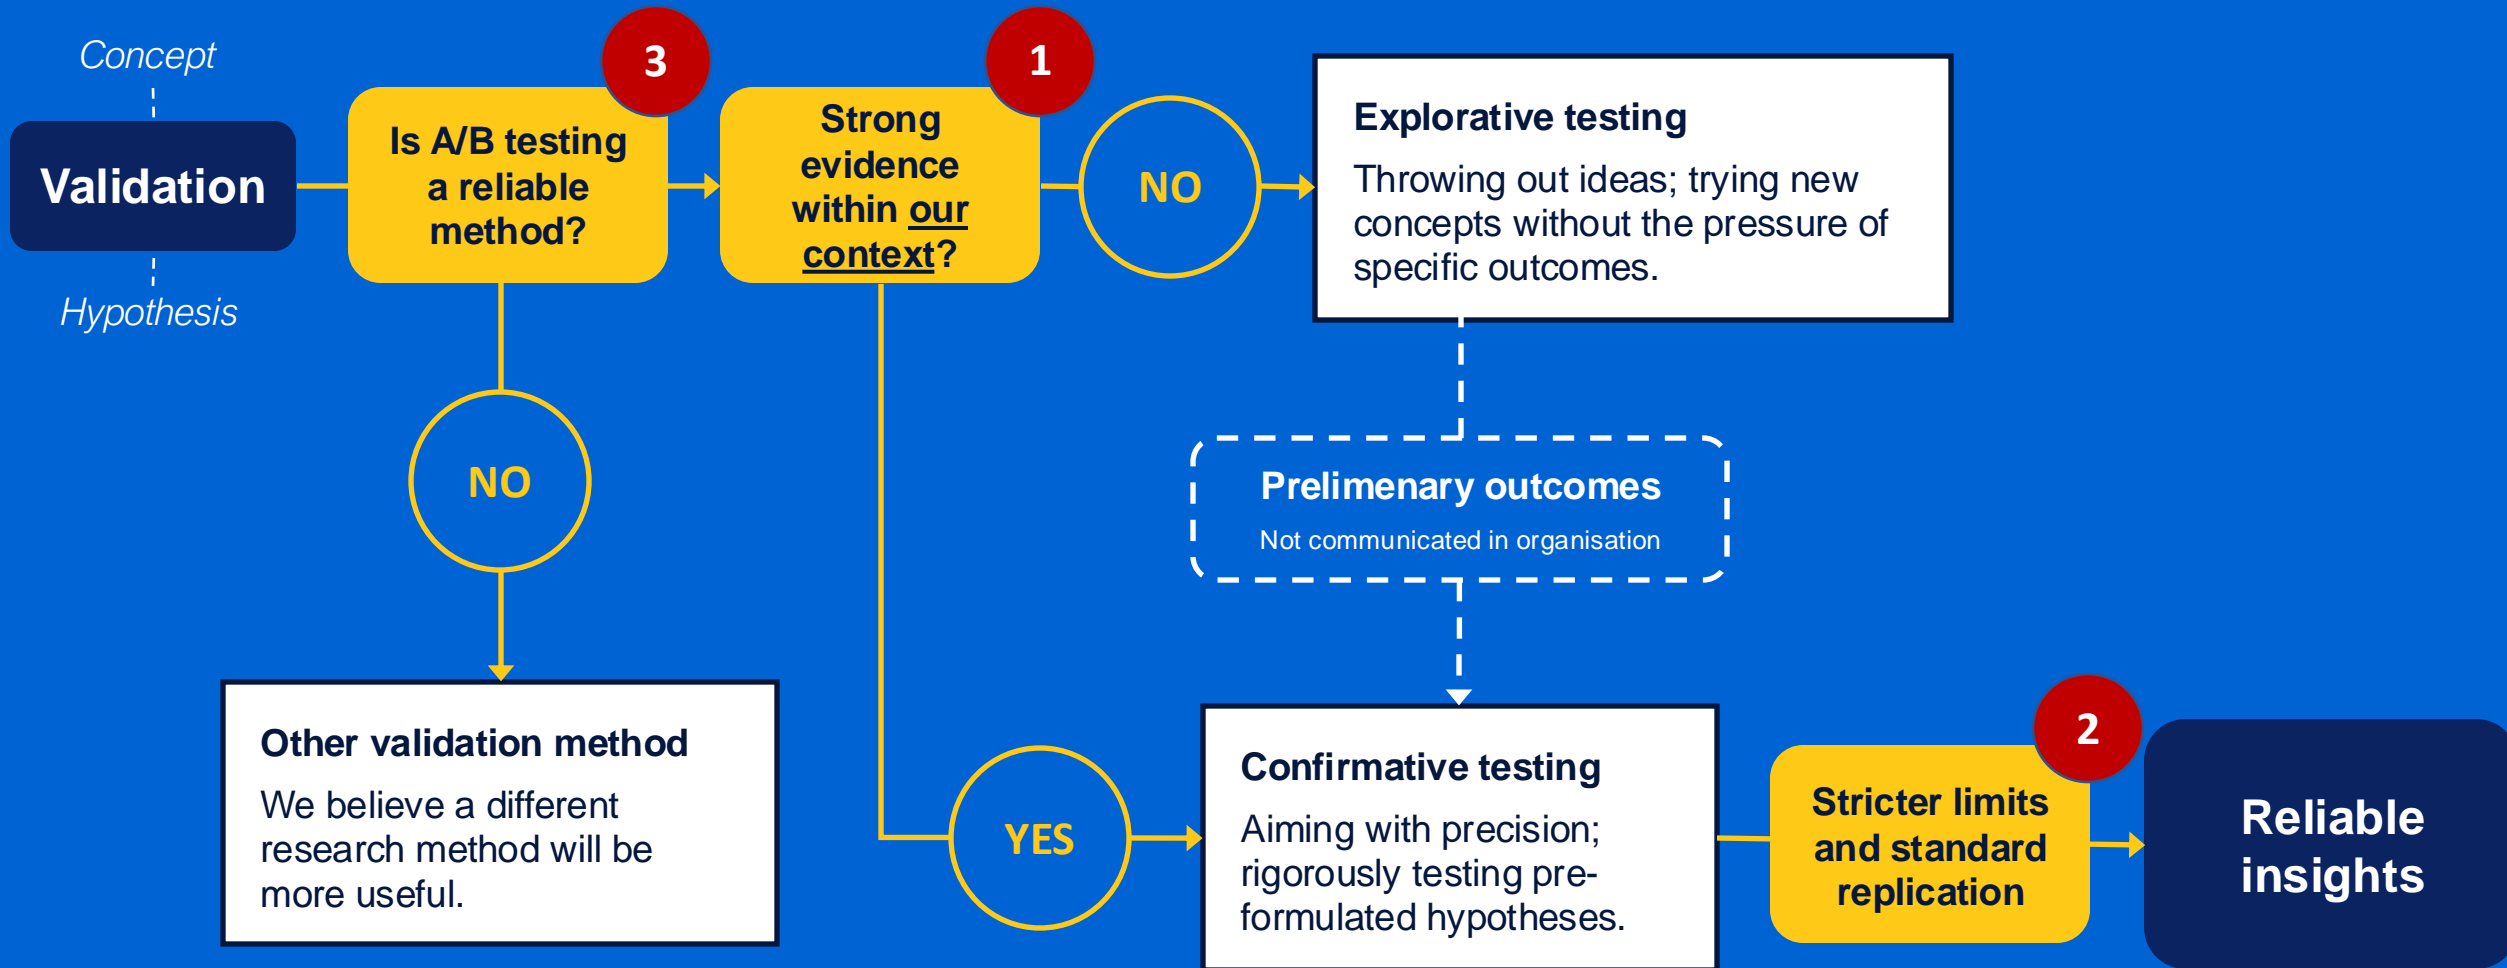 Concept
Validation
Hypothesis
3
Is A/B testing
a reliable
method?
1
Strong
evidence
within our
context?
NO
Explorative testing
Throwing out ideas; trying new
concepts without the pressure of
specific outcomes.
NO
Prelimenary outcomes
Not communicated in organisation
Other validation method
We believe a different
research method will be
more useful.
YES
Confirmative testing
Aiming with precision;
rigorously testing pre-
formulated hypotheses.
2
Stricter limits
and standard
replication
Reliable
insights